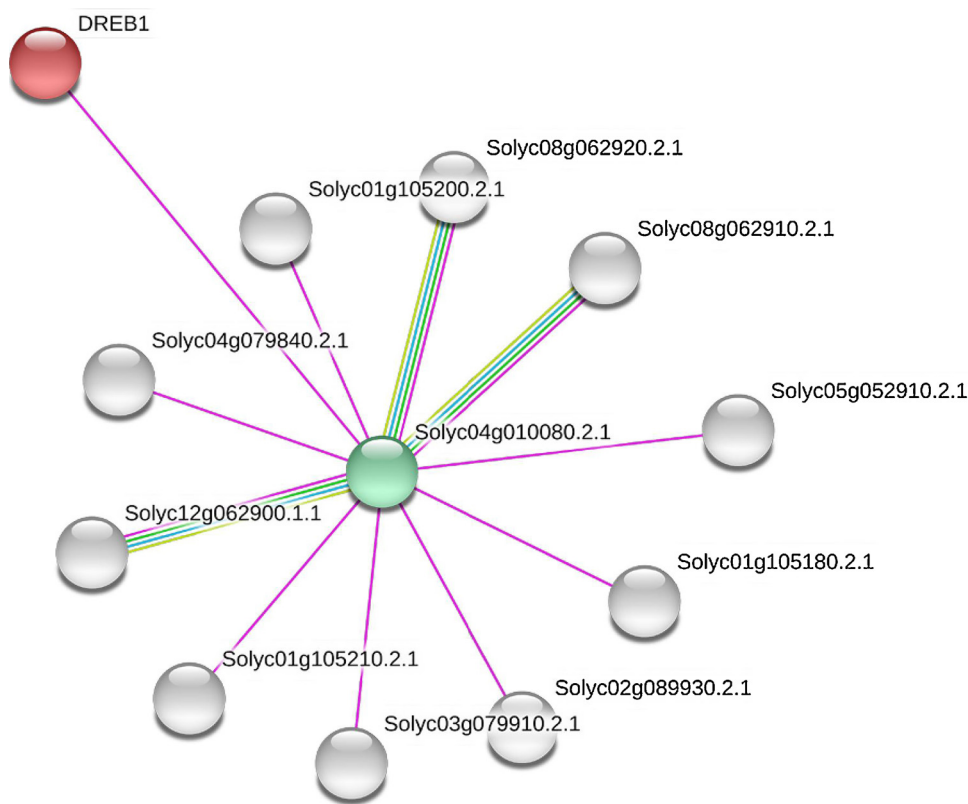 DREB1
Solyc08g062920.2.1
Solyc01g105200.2.1
Solyc08g062910.2.1
Solyc04g079840.2.1
Solyc05g052910.2.1
Solyc04g010080.2.1
Solyc12g062900.1.1
Solyc01g105180.2.1
Solyc01g105210.2.1
Solyc02g089930.2.1
Solyc03g079910.2.1